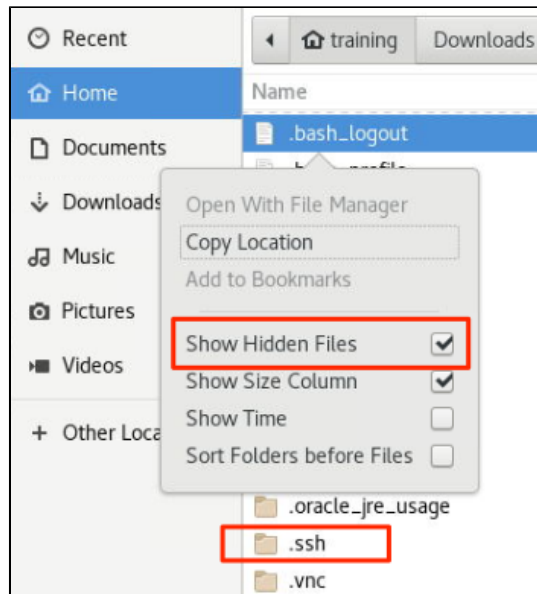 Recent
Home
Documents
Downloads
Music
Pictures
Videos
Other Loca
training Downloads
Name
.bash_logout
Open With File Manager
Copy Location
Add to Bookmarks
Show Hidden Files
Show Size Column
Show Time
Sort Folders before Files
.oracle_jre_usage
.ssh
.vnc